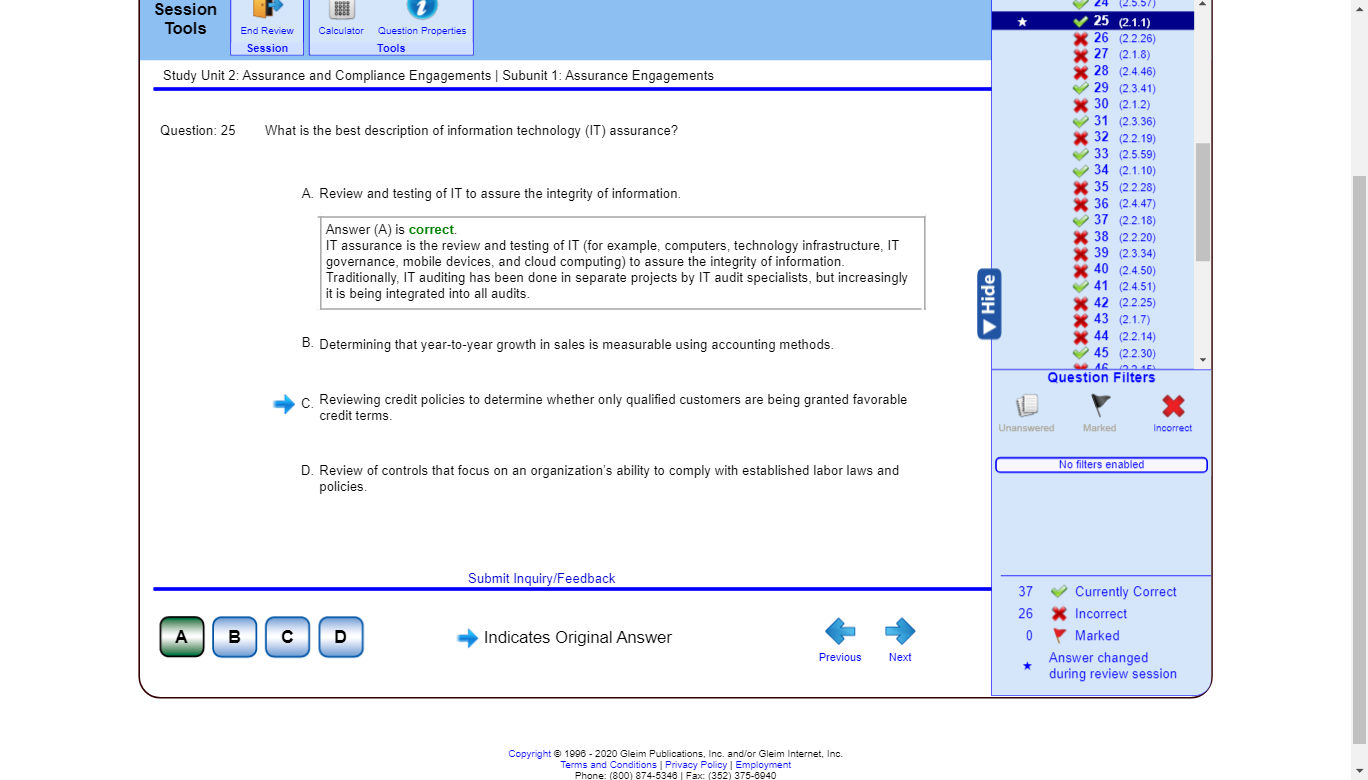 Session
Tools
End Review
Session
Calculator
Question Properties
Tools
Study Unit 2: Assurance and Compliance Engagements | Subunit 1: Assurance Engagements
Question: 25 What is the best description of information technology (IT) assurance?
A. Review and testing of IT to assure the integrity of information.
Answer (A) is correct.
IT assurance is the review and testing of IT (for example, computers, technology infrastructure, IT
governance, mobile devices, and cloud computing) to assure the integrity of information.
Traditionally, IT auditing has been done in separate projects by IT audit specialists, but increasingly
it is being integrated into all audits.
B. Determining that year-to-year growth in sales is measurable using accounting methods.
C. Reviewing credit policies to determine whether only qualified customers are being granted favorable
credit terms.
D. Review of controls that focus on an organization's ability to comply with established labor laws and
policies.
Submit Inquiry/Feedback
A B C D
Indicates Original Answer
Previous
Next
Hide
24 (2.5.57)
25 (2.1.1)
26 (2.2.26)
27 (2.1.8)
28 (2.4.46)
29 (2.3.41)
30 (2.1.2)
31 (2.3.36)
32 (2.2.19)
33 (2.5.59)
34 (2.1.10)
35 (2.2.28)
36 (2.4.47)
37 (2.2.18)
38 (2.2.20)
39 (2.3.34)
40 (2.4.50)
41 (2.4.51)
42 (2.2.25)
43 (2.1.7)
44 (2.2.14)
45 (2.2.30)
46 (2.2.15)
Question Filters
Unanswered
Marked
Incorrect
No filters enabled
37 Currently Correct
26 Incorrect
0 Marked
Answer changed
during review session
Copyright © 1996 - 2020 Gleim Publications, Inc. and/or Gleim Internet, Inc.
Terms and Conditions | Privacy Policy | Employment
Phone: (800) 874-5346 | Fax: (352) 375-6940